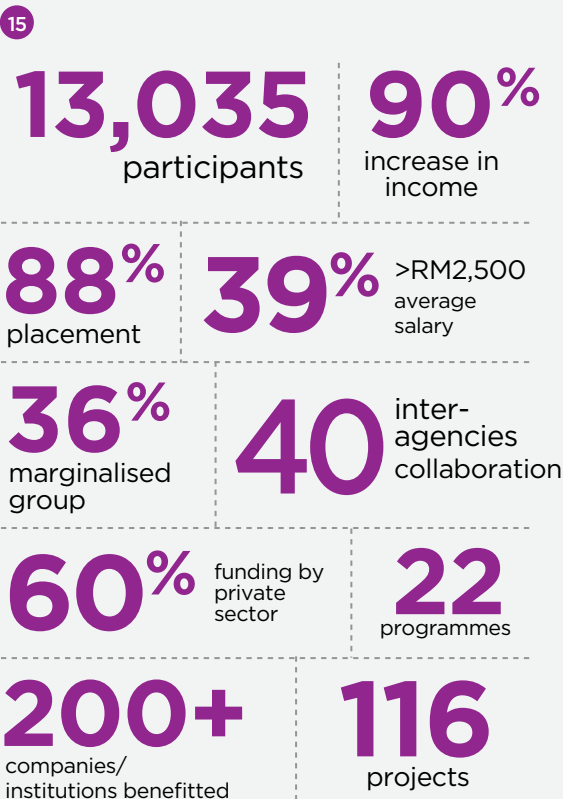 15
13,035
participants
90%
increase in
income
88%
placement
39%
>RM2,500
average
salary
36%
marginalised
group
40
inter-
agencies
collaboration
60%
funding by
private
sector
22
programmes
200+
companies/
institutions benefitted
116
projects